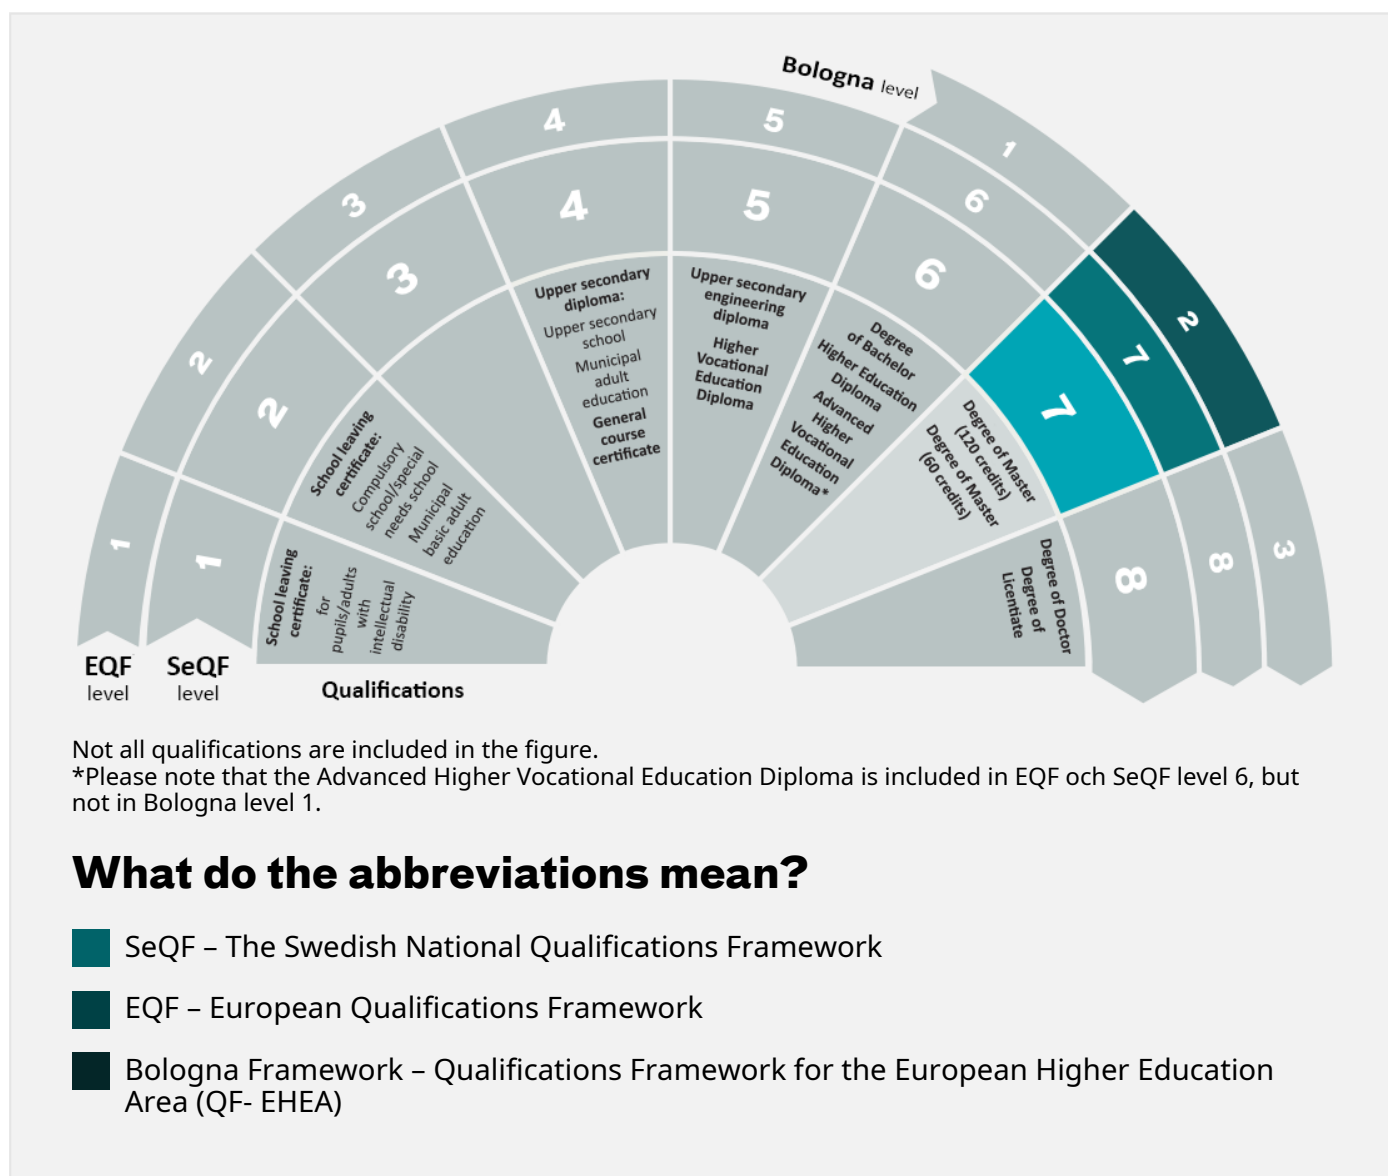 Bologna level
1
2
3
4
5
6
7
8
1
2
3
1
2
3
4
5
6
7
8
School leaving
certificate:
for
pupils/adults
with
intellectual
disability
School leaving
certificate:
Compulsory
school/special
needs school
Municipal
basic adult
education
Upper secondary
diploma:
Upper secondary
school
Municipal
adult
education
General
course
certificate
Upper secondary
engineering
diploma
Higher
Vocational
Education
Diploma
Degree
of Bachelor
Higher Education
Diploma
Advanced
Higher
Vocational
Education
Diploma*
Degree of Master
(120 credits)
Degree of Master
(60 credits)
Degree of Doctor
Degree of
Licentiate
EQF
level
SeQF
level
Qualifications
Not all qualifications are included in the figure.
*Please note that the Advanced Higher Vocational Education Diploma is included in EQF och SeQF level 6, but
not in Bologna level 1.
What do the abbreviations mean?
SeQF – The Swedish National Qualifications Framework
EQF – European Qualifications Framework
Bologna Framework – Qualifications Framework for the European Higher Education
Area (QF- EHEA)